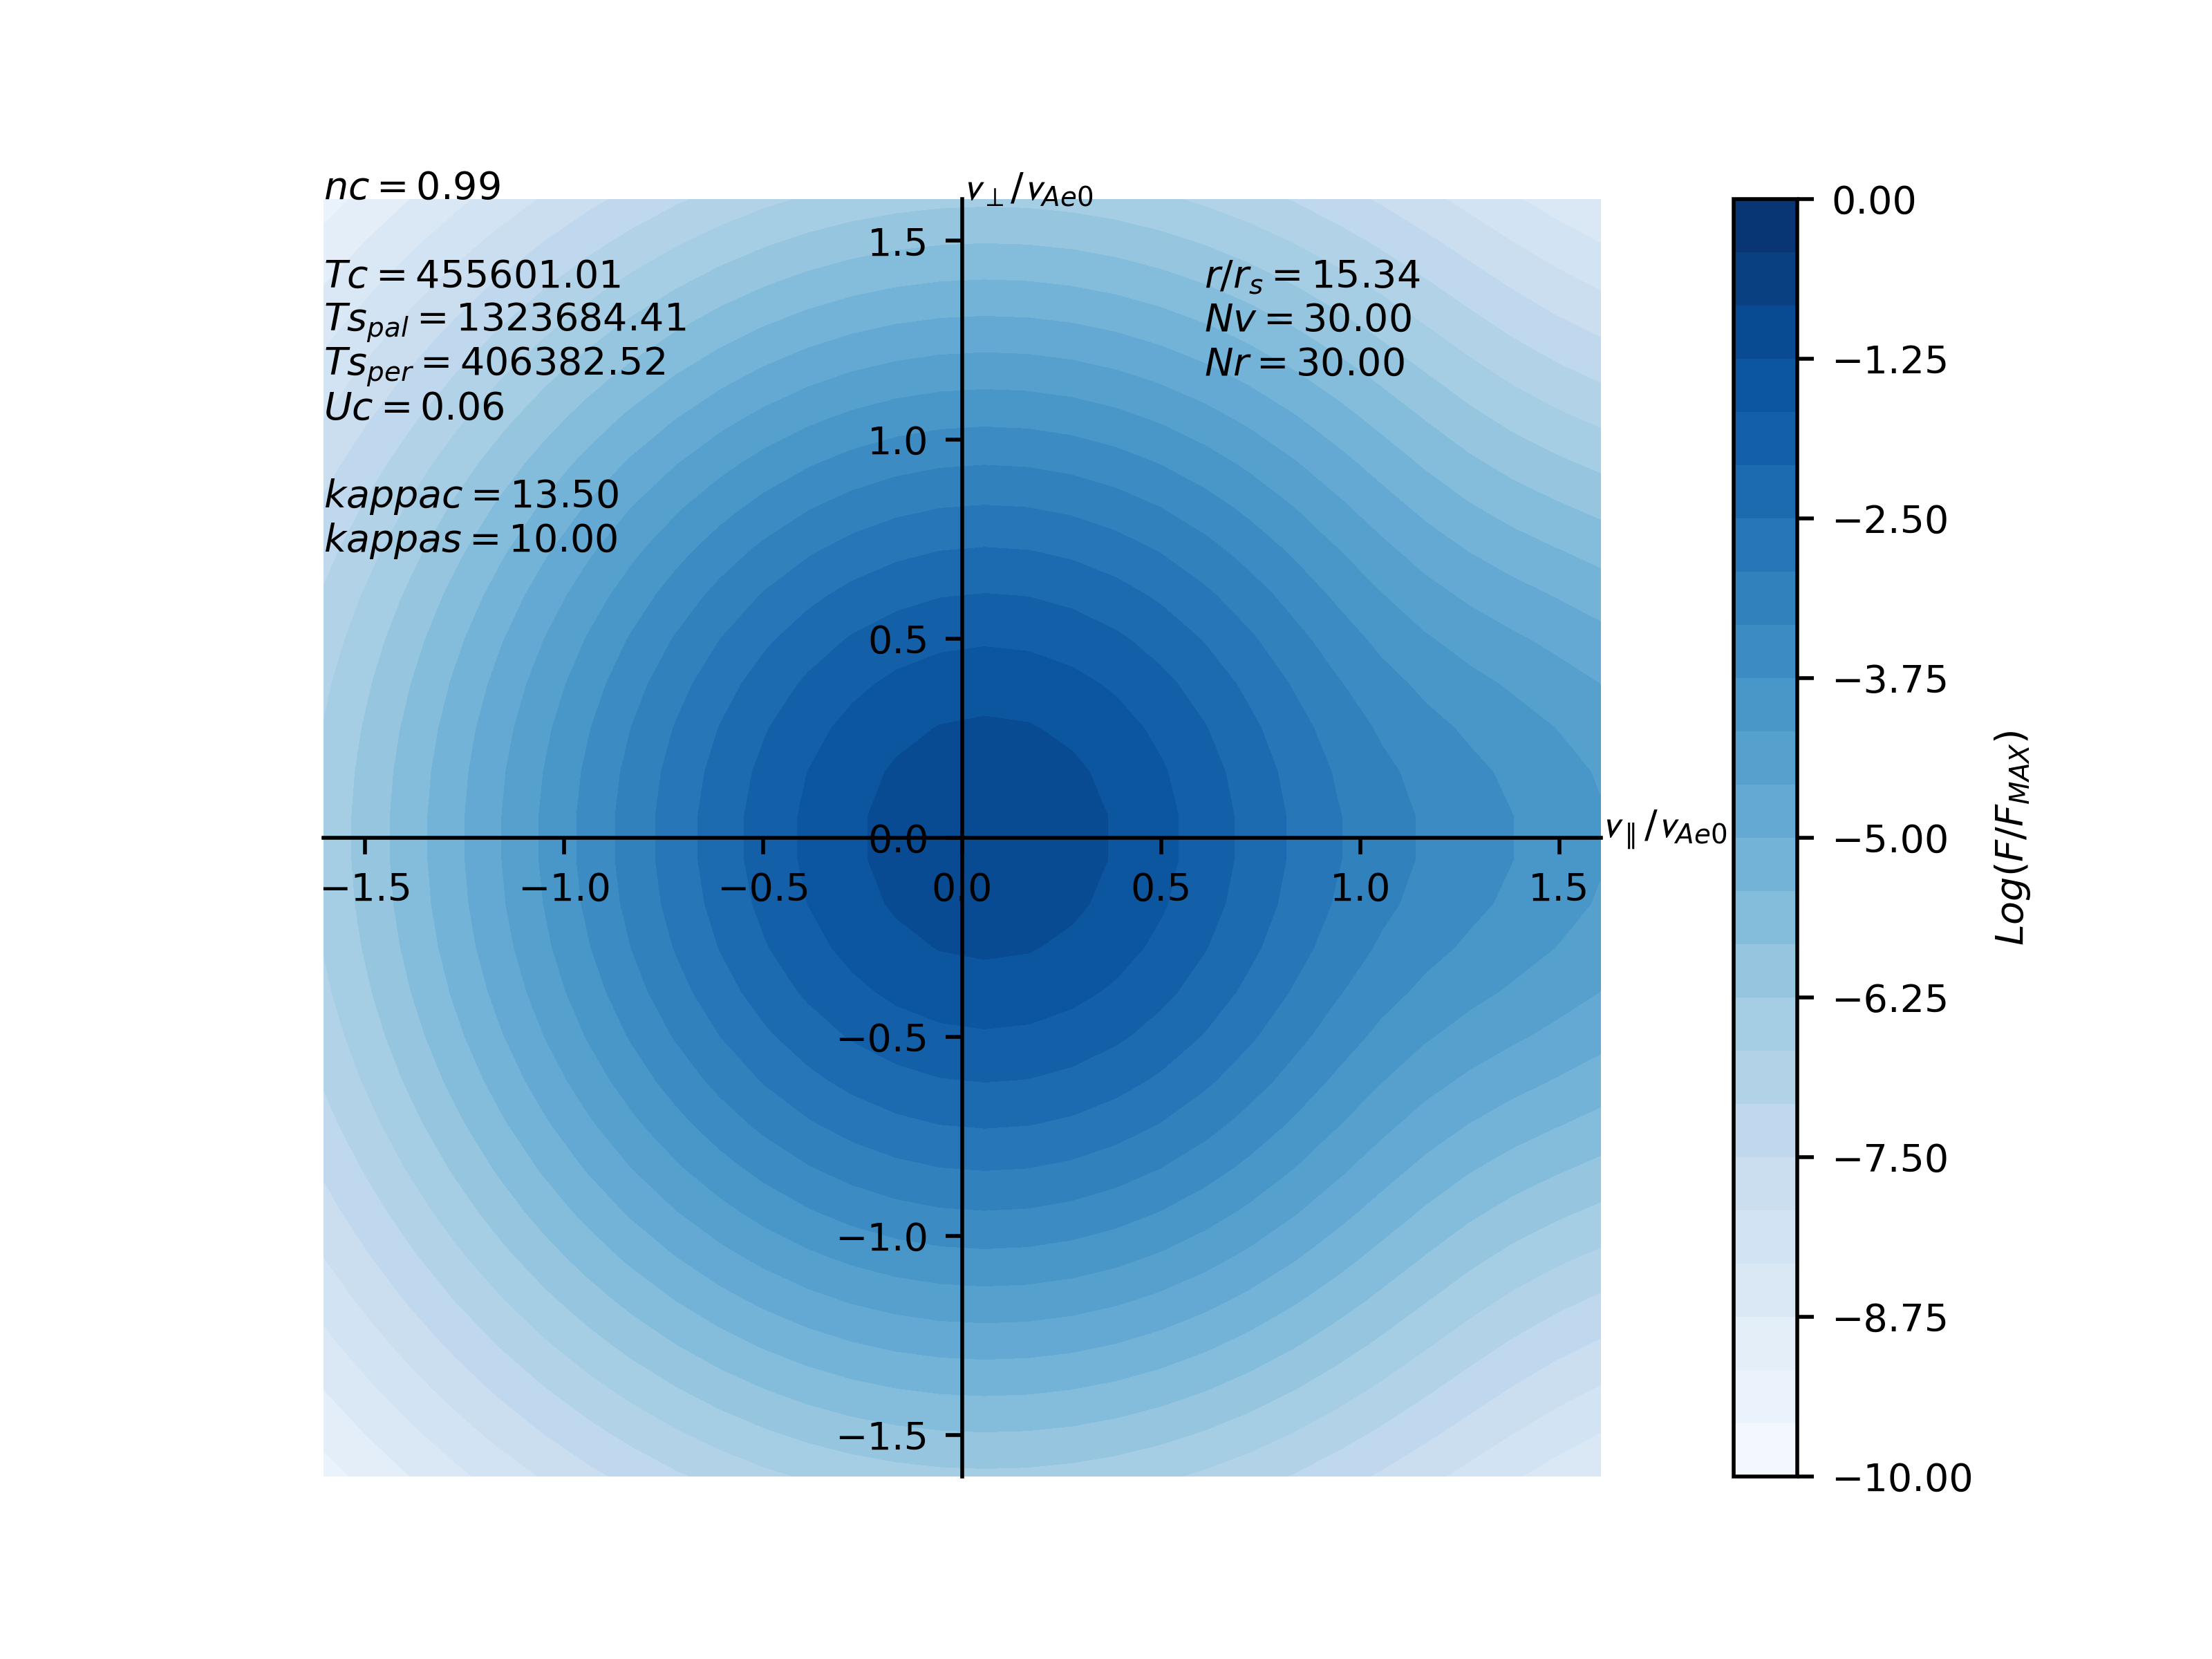 nc = 0.99
v⊥/vAe0
Tc = 455601.01
Tspal = 1323684.41
Tsper = 406382.52
Uc = 0.06
kappac = 13.50
kappas = 10.00
r/rs = 15.34
Nv = 30.00
Nr = 30.00
1.5
1.0
0.5
0.0
−0.5
−1.0
−1.5
−1.5
−1.0
−0.5
0.0
0.5
1.0
1.5
v∥/vAe0
0.00
−1.25
−2.50
−3.75
−5.00
−6.25
−7.50
−8.75
−10.00
Log(F/FMAX)